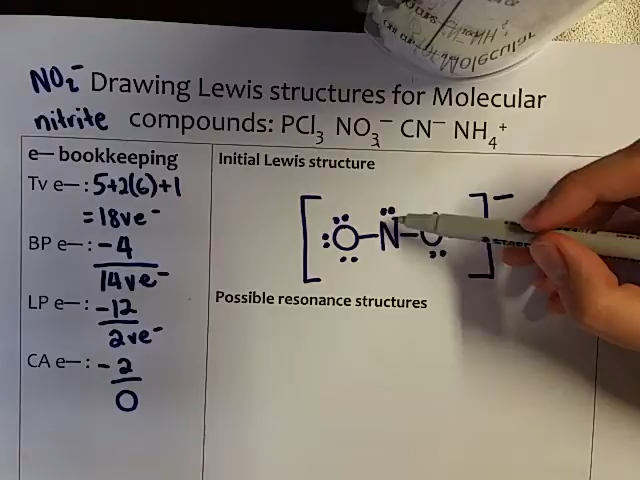 NO₂⁻ Drawing Lewis structures for Molecular
nitrite compounds: PCl₃ NO₃⁻ CN⁻ NH₄⁺
e– bookkeeping
Tv e–: 5+2(6)+1
= 18ve⁻
BP e–: -4
14ve⁻
LP e–: -12
2ve⁻
CA e–: -2
0
Initial Lewis structure
[:O–N–O]⁻
Possible resonance structures
Molecular